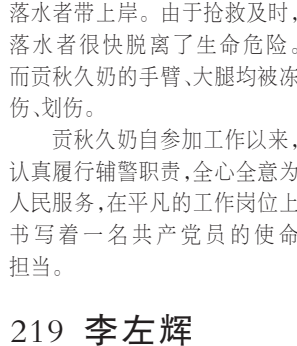 落水者带上岸。由于抢救及时，
落水者很快脱离了生命危险。
而贡秋久奶的手臂、大腿均被冻
伤、划伤。
贡秋久奶自参加工作以来，
认真履行辅警职责，全心全意为
人民服务，在平凡的工作岗位上
书写着一名共产党员的使命
担当。
219 李左辉